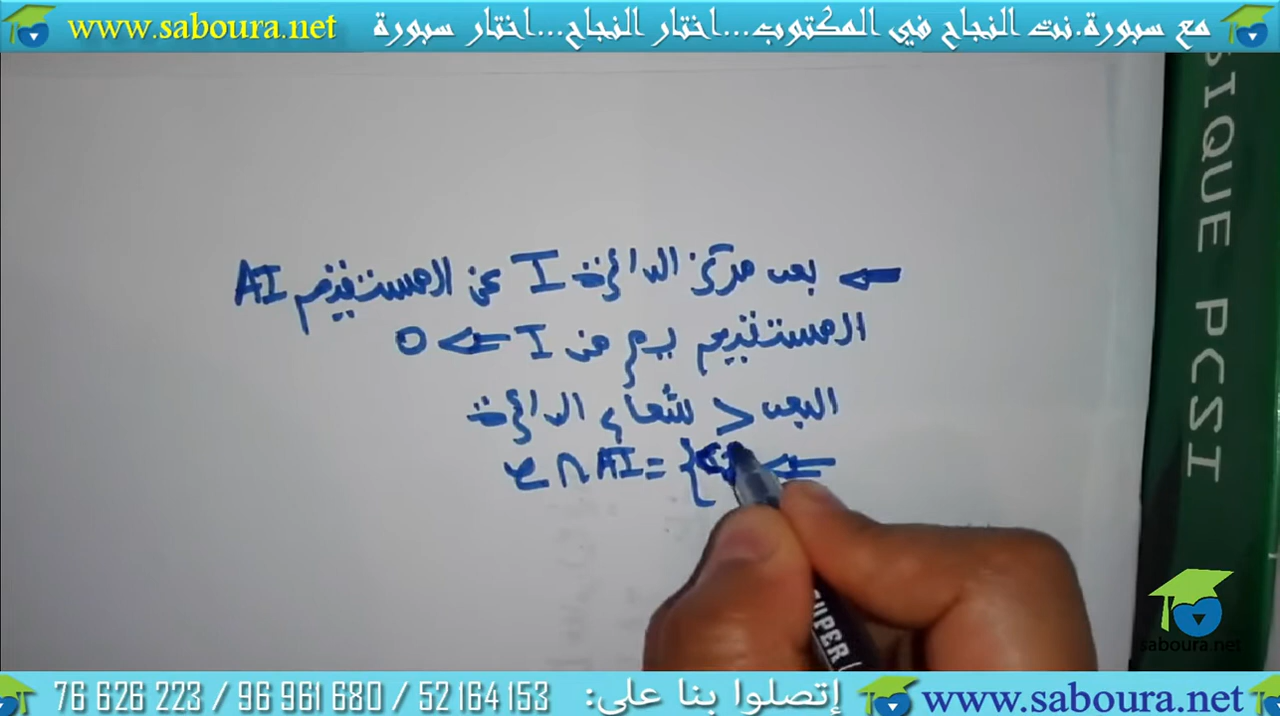 www.saboura.net مع سبورة.نت النجاح في المكتوب...اختار النجاح...اختار سبورة
SIQUE PCSI
⇐ بعد مركز الدائرة I عن المستقيم AI
المستقيم يمر من I ⇐ 0
البعد < شعاع الدائرة
⇐ C ∩ AI = {
SUPER
saboura.net
إتصلوا بنا على: 76 626 223 / 96 961 680 / 52 164 153 www.saboura.net